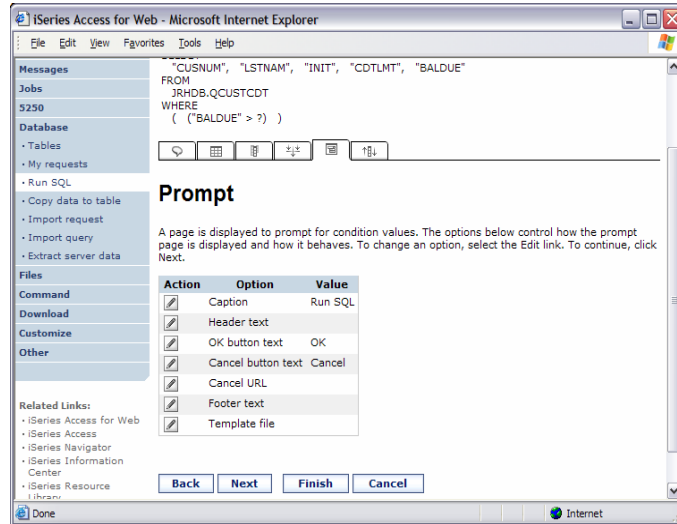 iSeries Access for Web - Microsoft Internet Explorer
File Edit View Favorites Tools Help
Messages
Jobs
5250
Database
· Tables
· My requests
· Run SQL
· Copy data to table
· Import request
· Import query
· Extract server data
Files
Command
Download
Customize
Other
Related Links:
· iSeries Access for Web
· iSeries Access
· iSeries Navigator
· iSeries Information
Center
· iSeries Resource
Library
"CUSNUM", "LSTNAM", "INIT", "CDTLMT", "BALDUE"
FROM
JRHDB.QCUSTCDT
WHERE
( ("BALDUE" > ?) )
Prompt
A page is displayed to prompt for condition values. The options below control how the prompt
page is displayed and how it behaves. To change an option, select the Edit link. To continue, click
Next.
Action Option Value
Caption Run SQL
Header text
OK button text OK
Cancel button text Cancel
Cancel URL
Footer text
Template file
Back Next Finish Cancel
Done Internet